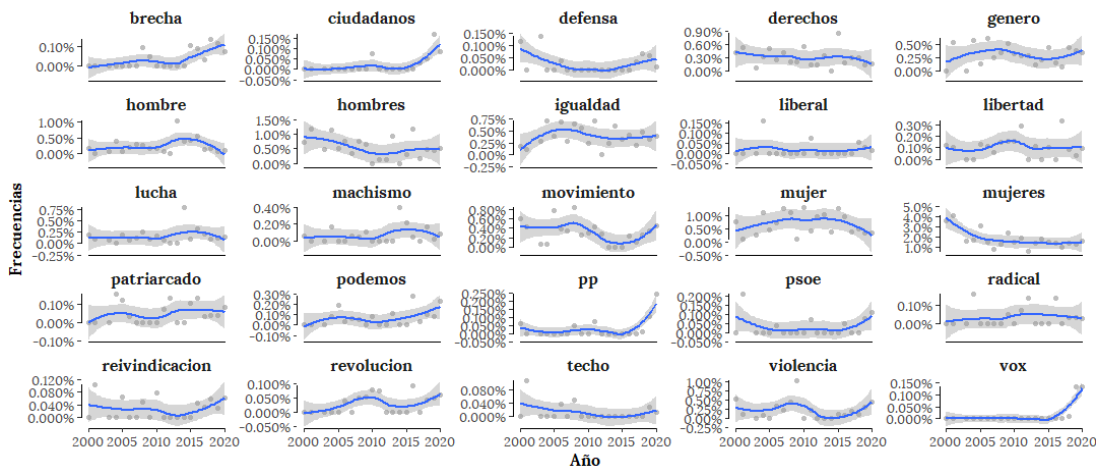 brecha ciudadanos defensa derechos genero
0.10% 0.150% 0.150% 0.90% 0.50%
0.00% 0.100% 0.100% 0.60% 0.25%
0.050% 0.050% 0.30% 0.00%
0.000% 0.000% 0.00%
-0.050%
hombre hombres igualdad liberal libertad
1.00% 1.50% 0.75% 0.150% 0.30%
0.50% 1.00% 0.50% 0.100% 0.20%
0.00% 0.50% 0.25% 0.050% 0.10%
0.00% 0.00% 0.000% 0.00%
−0.25% −0.050%
lucha machismo movimiento mujer mujeres
0.75% 0.40% 0.80% 1.00% 5.0%
0.50% 0.20% 0.60% 0.50% 4.0%
0.25% 0.00% 0.40% 0.00% 3.0%
0.00% 0.20% −0.50% 2.0%
−0.25% 0.00% 1.0%
patriarcado podemos pp psoe radical
0.10% 0.30% 0.250% 0.200% 0.10%
0.00% 0.20% 0.200% 0.150% 0.00%
−0.10% 0.10% 0.150% 0.100%
0.00% 0.100% 0.050%
−0.10% 0.050% 0.000%
0.000% −0.050%
−0.050%
reivindicacion revolucion techo violencia vox
0.120% 0.100% 0.080% 1.00% 0.150%
0.080% 0.050% 0.040% 0.75% 0.100%
0.040% 0.000% 0.000% 0.50% 0.050%
0.000% −0.050% 0.25% 0.000%
0.00%
−0.25%
2000 2005 2010 2015 2020 2000 2005 2010 2015 2020 2000 2005 2010 2015 2020 2000 2005 2010 2015 2020 2000 2005 2010 2015 2020
Año
Frecuencias